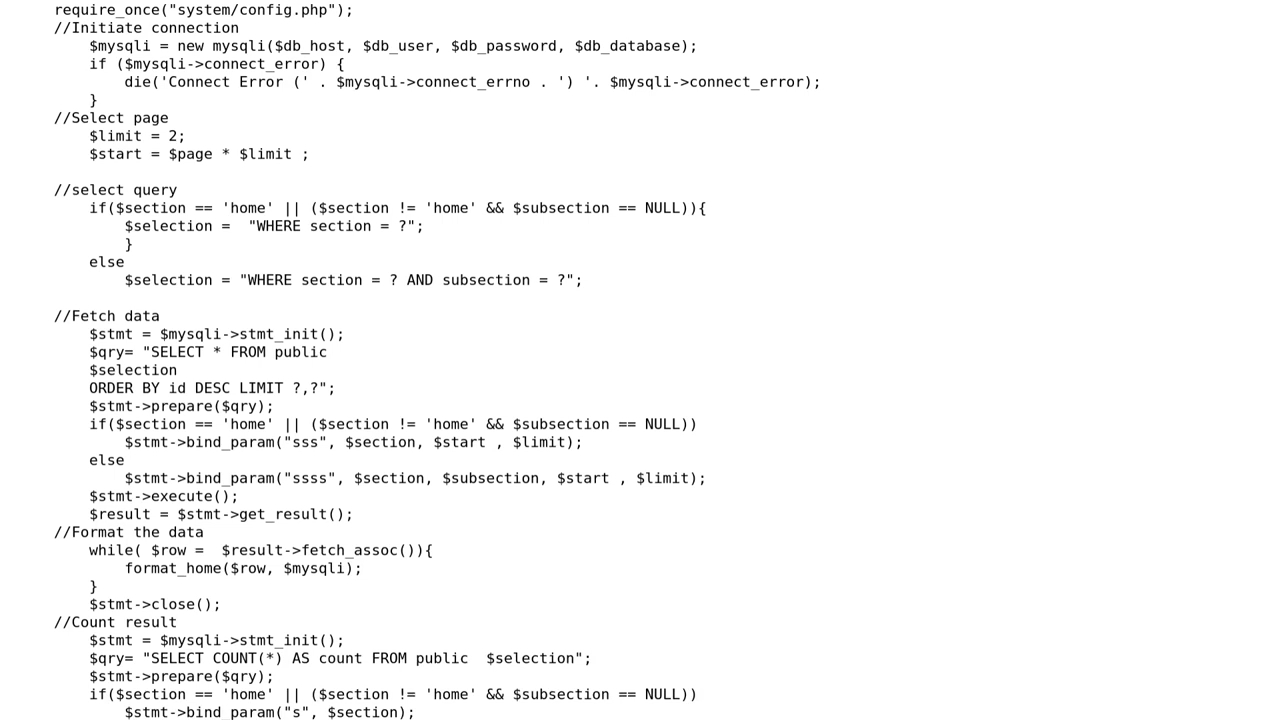 require_once("system/config.php");
//Initiate connection
$mysqli = new mysqli($db_host, $db_user, $db_password, $db_database);
if ($mysqli->connect_error) {
die('Connect Error (' . $mysqli->connect_errno . ') '. $mysqli->connect_error);
}
//Select page
$limit = 2;
$start = $page * $limit ;
//select query
if($section == 'home' || ($section != 'home' && $subsection == NULL)){
$selection =  "WHERE section = ?";
}
else
$selection = "WHERE section = ? AND subsection = ?";
//Fetch data
$stmt = $mysqli->stmt_init();
$qry= "SELECT * FROM public
$selection
ORDER BY id DESC LIMIT ?,?";
$stmt->prepare($qry);
if($section == 'home' || ($section != 'home' && $subsection == NULL))
$stmt->bind_param("sss", $section, $start , $limit);
else
$stmt->bind_param("ssss", $section, $subsection, $start , $limit);
$stmt->execute();
$result = $stmt->get_result();
//Format the data
while( $row =  $result->fetch_assoc()){
format_home($row, $mysqli);
}
$stmt->close();
//Count result
$stmt = $mysqli->stmt_init();
$qry= "SELECT COUNT(*) AS count FROM public  $selection";
$stmt->prepare($qry);
if($section == 'home' || ($section != 'home' && $subsection == NULL))
$stmt->bind_param("s", $section);